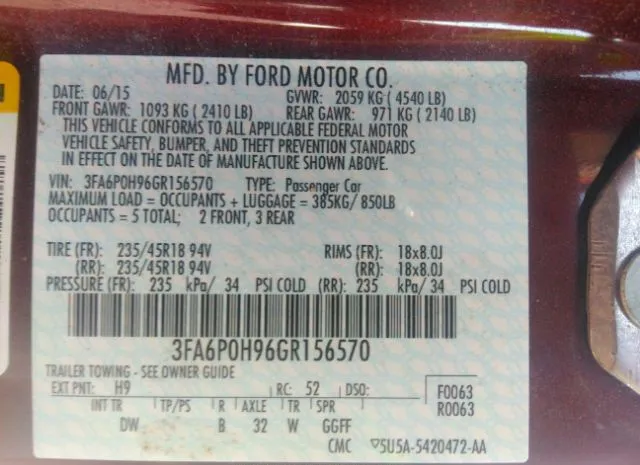 MFD. BY FORD MOTOR CO.
DATE: 06/15 GVWR: 2059 KG ( 4540 LB)
FRONT GAWR: 1093 KG ( 2410 LB) REAR GAWR: 971 KG ( 2140 LB)
THIS VEHICLE CONFORMS TO ALL APPLICABLE FEDERAL MOTOR
VEHICLE SAFETY, BUMPER, AND THEFT PREVENTION STANDARDS
IN EFFECT ON THE DATE OF MANUFACTURE SHOWN ABOVE.
VIN: 3FA6P0H96GR156570 TYPE: Passenger Car
MAXIMUM LOAD = OCCUPANTS + LUGGAGE = 385KG/ 850LB
OCCUPANTS = 5 TOTAL; 2 FRONT, 3 REAR
TIRE (FR): 235/45R18 94V RIMS (FR): 18x8.0J
(RR): 235/45R18 94V (RR): 18x8.0J
PRESSURE (FR): 235 kPa/ 34 PSI COLD (RR): 235 kPa/ 34 PSI COLD
3FA6P0H96GR156570
TRAILER TOWING - SEE OWNER GUIDE
EXT PNT: H9 RC: 52 DSO: F0063
R0063
INT TR TP/PS R AXLE TR SPR
DW B 32 W GGFF
CMC ▽5U5A-5420472-AA